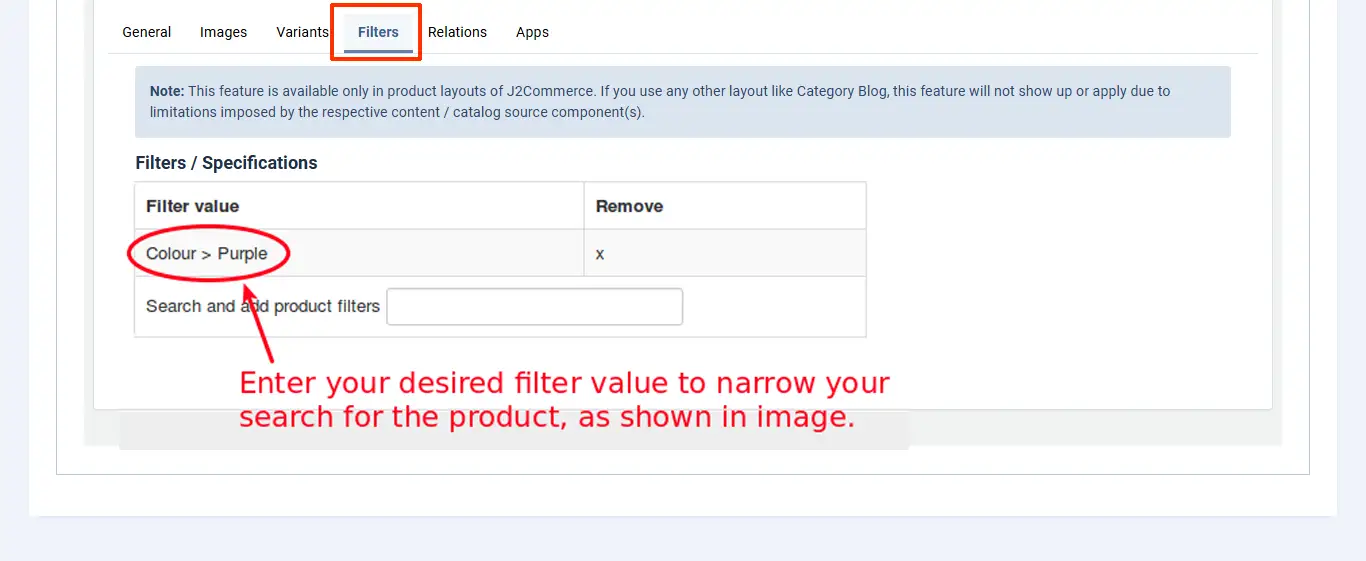 General Images Variants Filters Relations Apps
Note: This feature is available only in product layouts of J2Commerce. If you use any other layout like Category Blog, this feature will not show up or apply due to
limitations imposed by the respective content / catalog source component(s).
Filters / Specifications
Filter value Remove
Colour > Purple x
Search and add product filters
Enter your desired filter value to narrow your
search for the product, as shown in image.